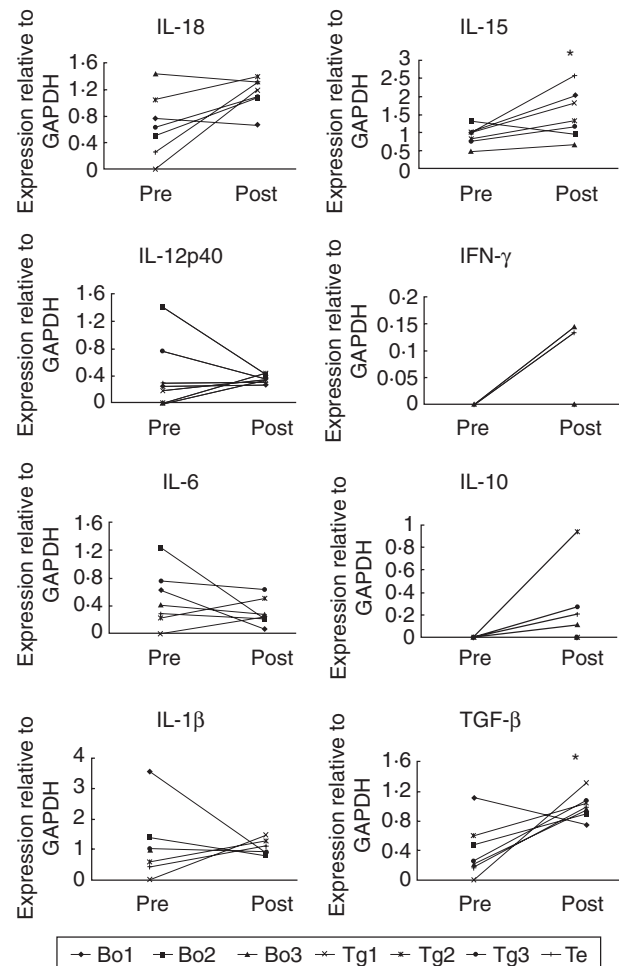 IL-18
Expression relative to
GAPDH
1·6
1·2
0·8
0·4
0
Pre Post
IL-15
*
Expression relative to
GAPDH
3
2·5
1·5
2
1
0·5
0
Pre Post
IL-12p40
Expression relative to
GAPDH
1·6
1·2
0·8
0·4
0
Pre Post
IFN-γ
Expression relative to
GAPDH
0·2
0·15
0·1
0·05
0
Pre Post
IL-6
Expression relative to
GAPDH
1·6
1·2
0·8
0·4
0
Pre Post
IL-10
Expression relative to
GAPDH
1
0·8
0·6
0·4
0·2
0
Pre Post
IL-1β
Expression relative to
GAPDH
4
3
2
1
0
Pre Post
TGF-β
*
Expression relative to
GAPDH
1·6
1·2
0·8
0·4
0
Pre Post
Bo1 Bo2 Bo3 Tg1 Tg2 Tg3 Te